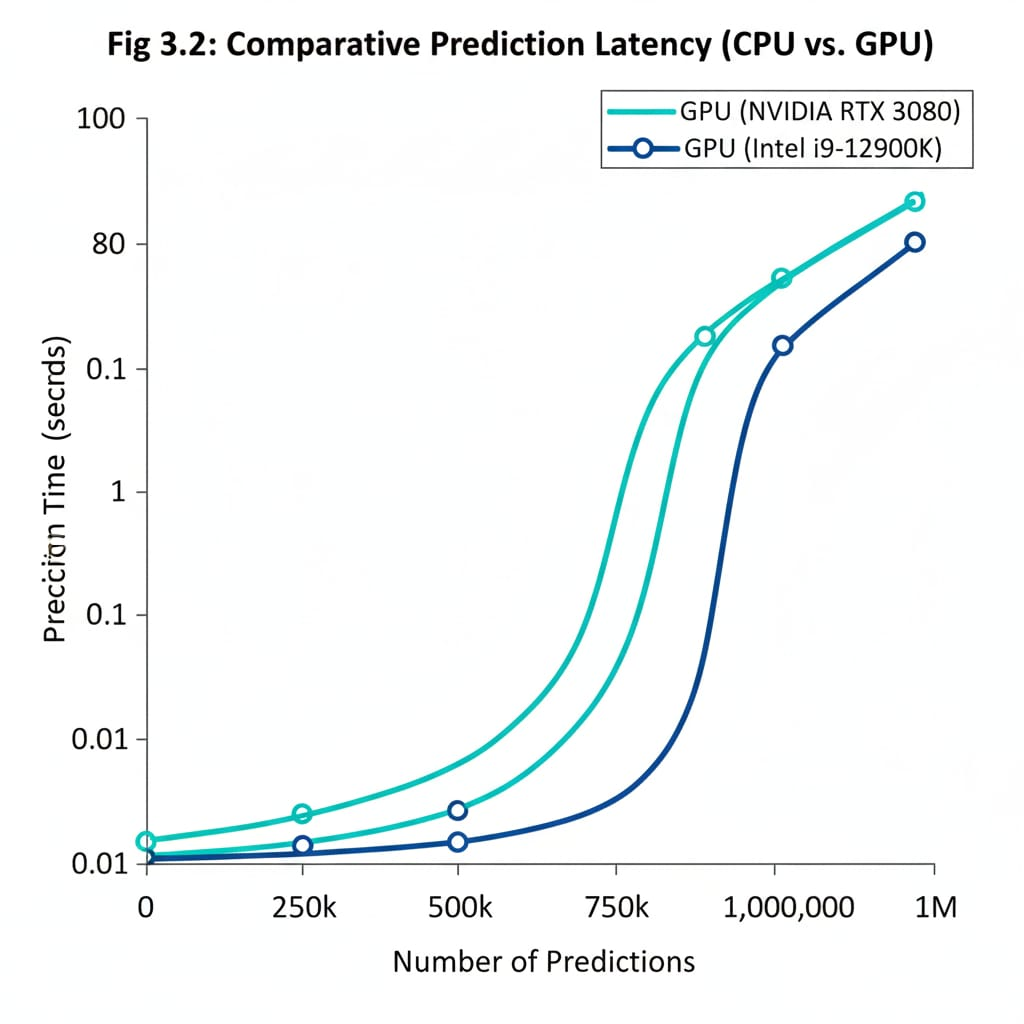 Fig 3.2: Comparative Prediction Latency (CPU vs. GPU)
GPU (NVIDIA RTX 3080)
GPU (Intel i9-12900K)
100
80
0.1
1
0.1
0.01
0.01
Tine (secrds)
0 250k 500k 750k 1,000,000 1M
Number of Predictions